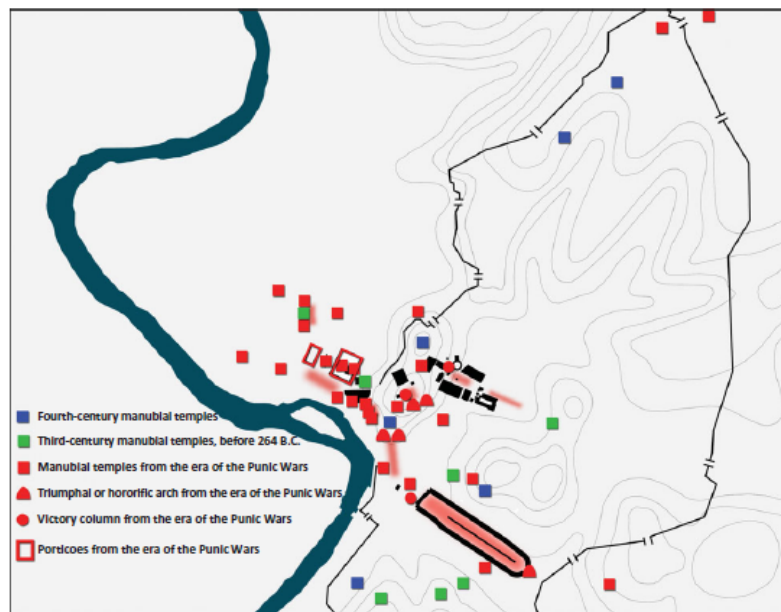 Fourth-century manubial temples
Third-century manubial temples, before 264 B.C.
Manubial temples from the era of the Punic Wars
Triumphal or hororific arch from the era of the Punic Wars
Victory column from the era of the Punic Wars
Porticoes from the era of the Punic Wars